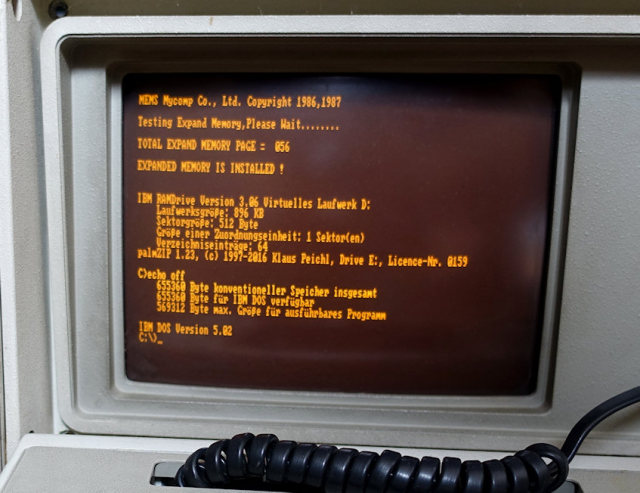 MEMS Mycomp Co., Ltd. Copyright 1986,1987
Testing Expand Memory,Please Wait........
TOTAL EXPAND MEMORY PAGE = 056
EXPANDED MEMORY IS INSTALLED !
IBM RAMDrive Version 3.06 Virtuelles Laufwerk D:
Laufwerksgröße: 896 KB
Sektorgröße: 512 Byte
Größe einer Zuordnungseinheit: 1 Sektor(en)
Verzeichniseinträge: 64
palmZIP 1.23, (c) 1997-2016 Klaus Peichl, Drive E:, Licence-Nr. 0159
C>echo off
655360 Byte konventioneller Speicher insgesamt
655360 Byte für IBM DOS verfügbar
569312 Byte max. Größe für ausführbares Programm
IBM DOS Version 5.02
C:\>_